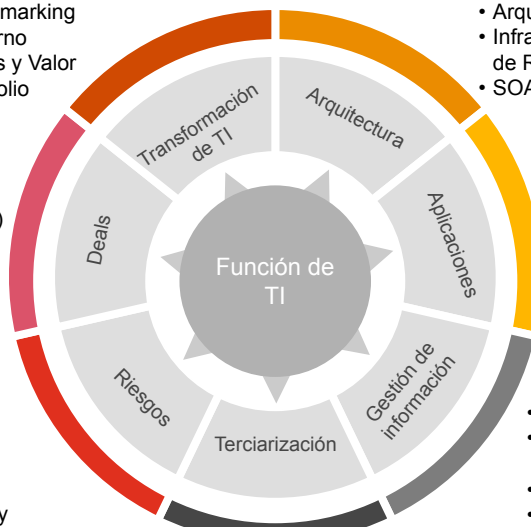 marking
rno
s y Valor
olio
• Arqu
• Infra
de R
• SOA
)
y
Transformación
de TI
Arquitectura
Aplicaciones
Gestión de
información
Terciarización
Riesgos
Deals
Función de
TI
•
•
•
•